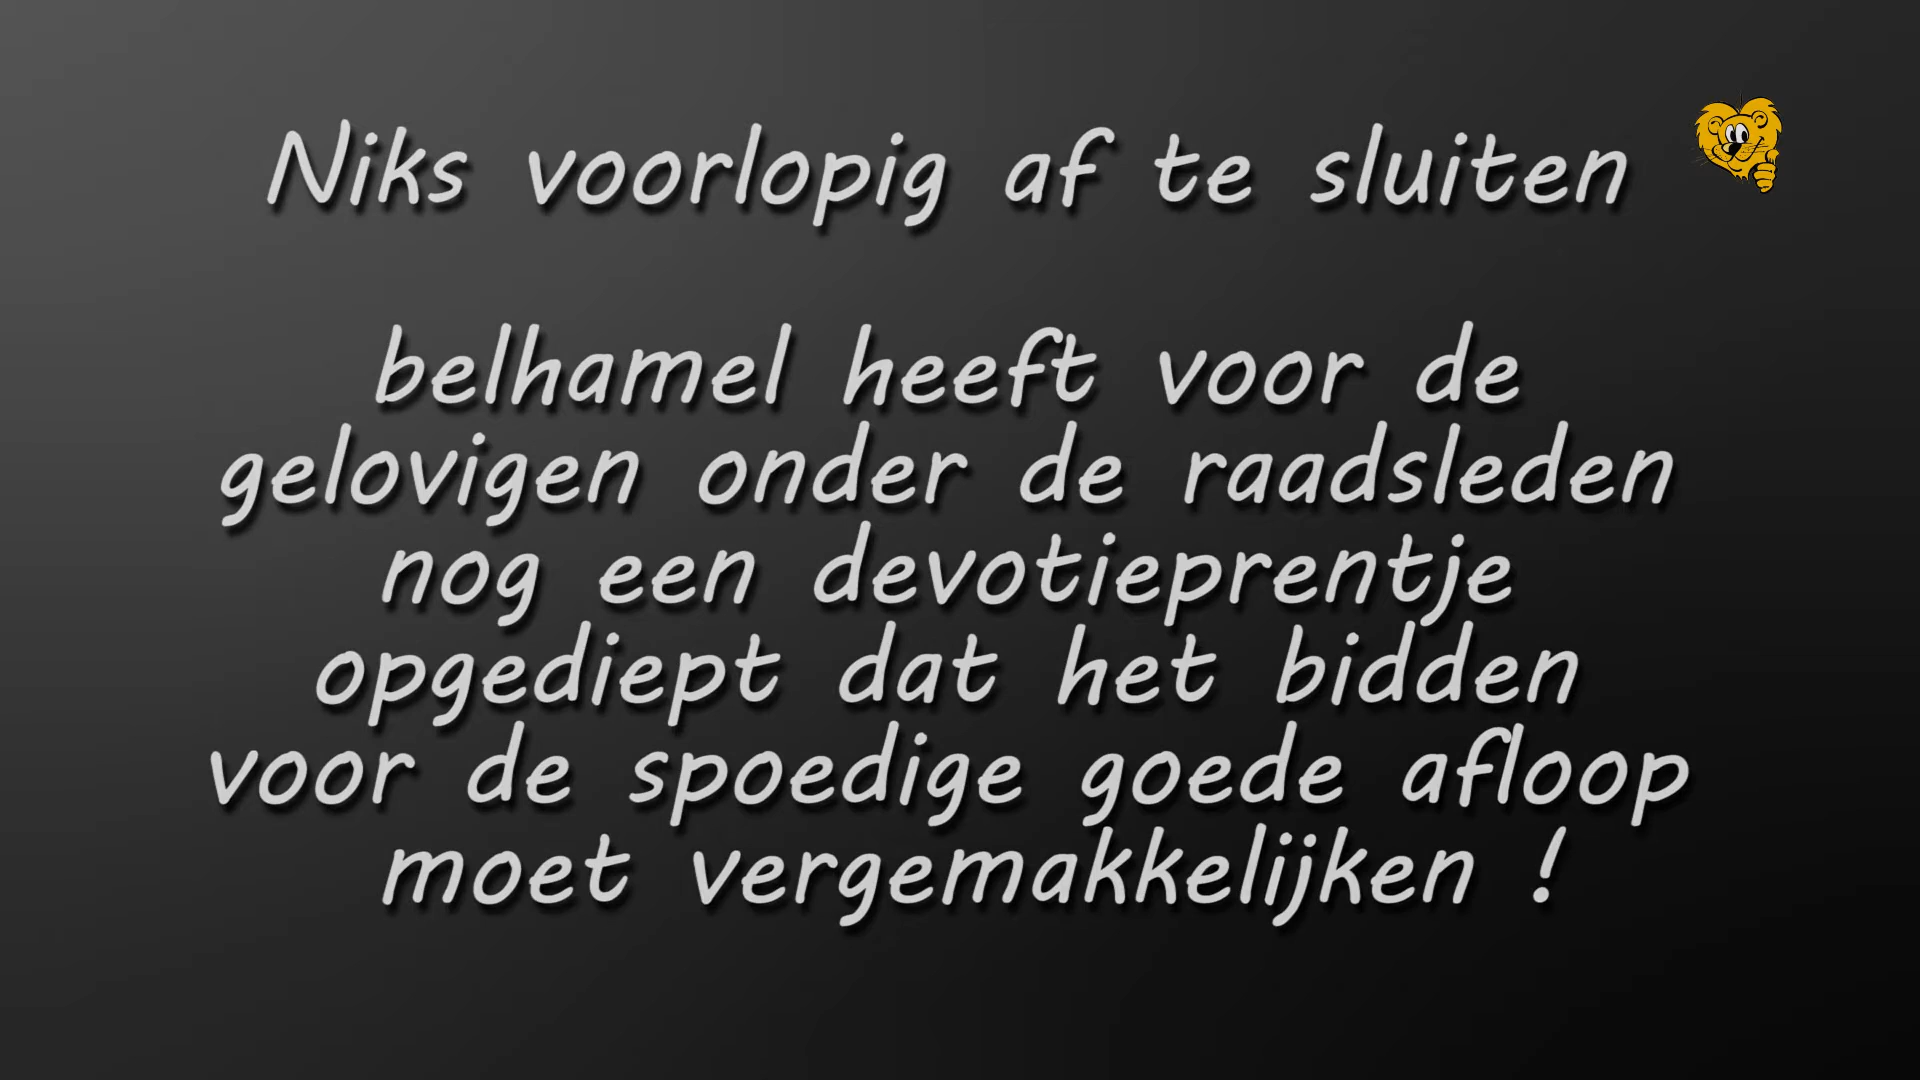 Niks voorlopig af te sluiten
belhamel heeft voor de
gelovigen onder de raadsleden
nog een devotieprentje
opgediept dat het bidden
voor de spoedige goede afloop
moet vergemakkelijken !